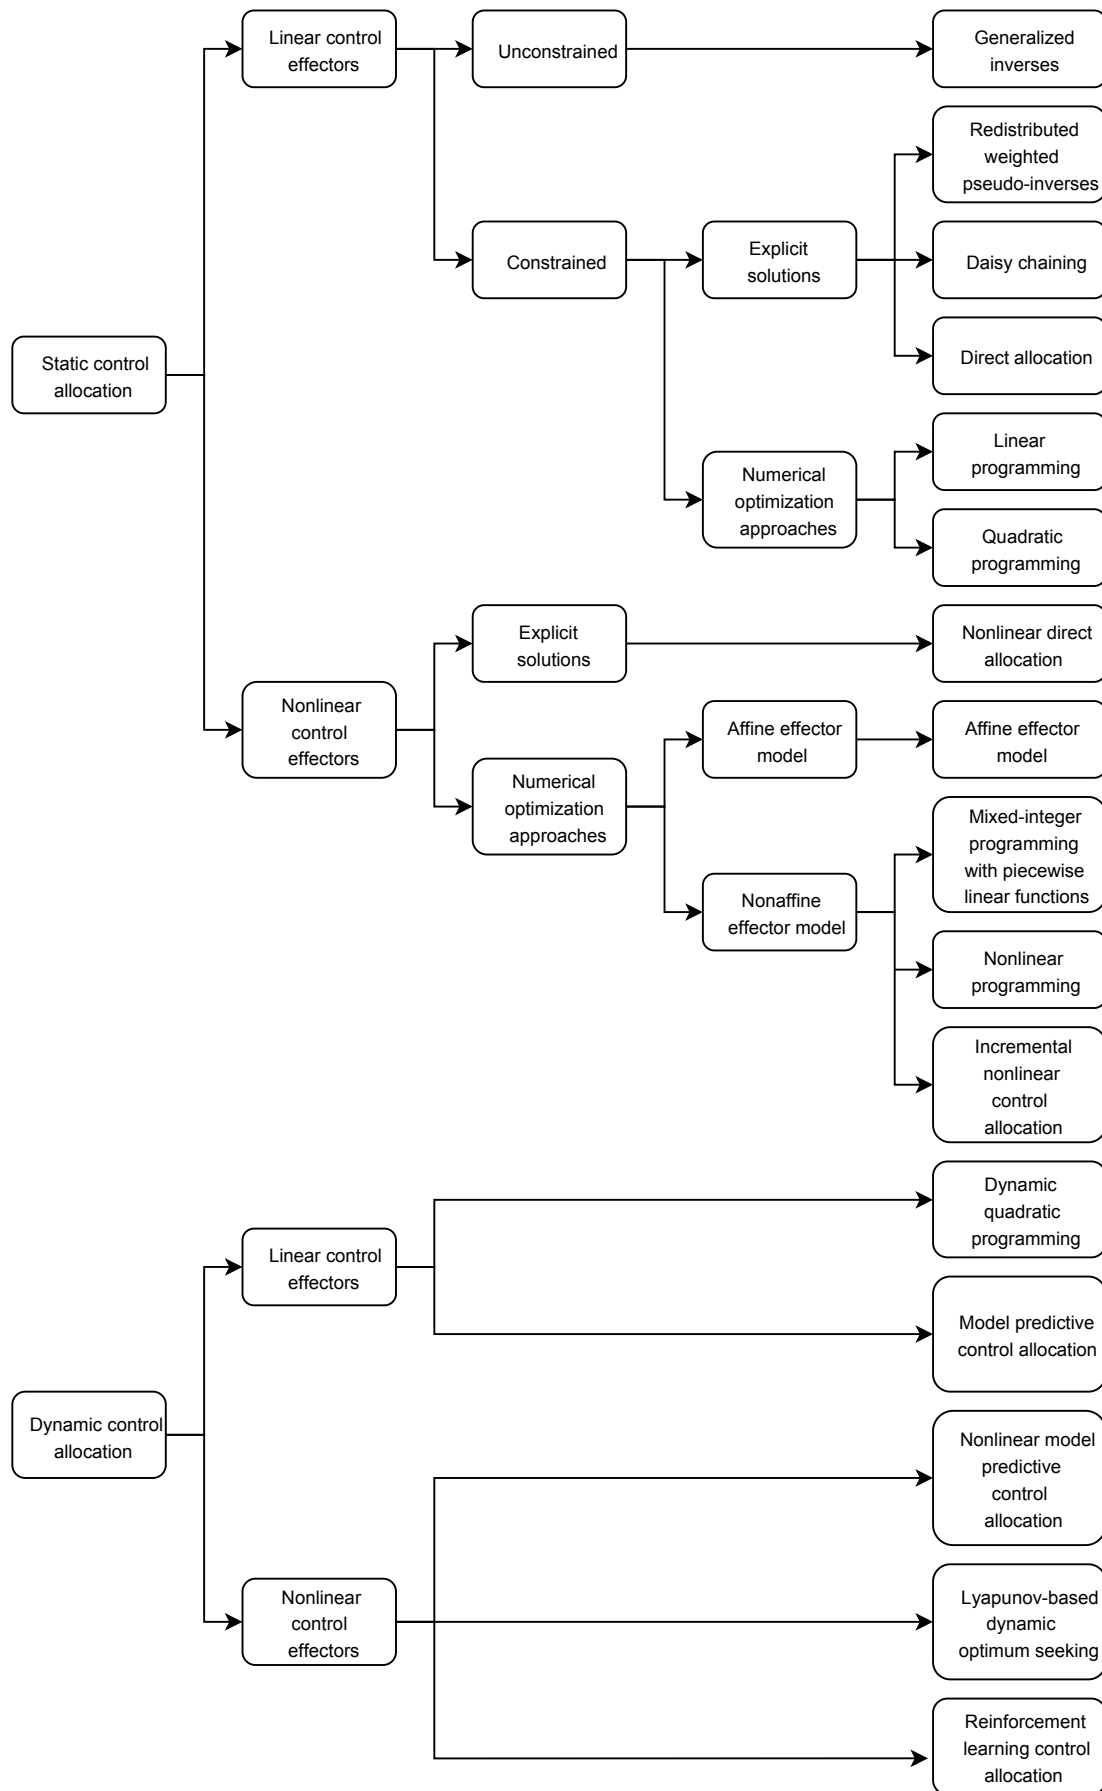 Linear control
effectors
Unconstrained
Generalized
inverses
Redistributed
weighted
pseudo-inverses
Constrained
Explicit
solutions
Daisy chaining
Direct allocation
Static control
allocation
Linear
programming
Numerical
optimization
approaches
Quadratic
programming
Explicit
solutions
Nonlinear direct
allocation
Nonlinear
control
effectors
Affine effector
model
Affine effector
model
Numerical
optimization
approaches
Mixed-integer
programming
with piecewise
linear functions
Nonaffine
effector model
Nonlinear
programming
Incremental
nonlinear
control
allocation
Dynamic
quadratic
programming
Linear control
effectors
Model predictive
control allocation
Dynamic control
allocation
Nonlinear model
predictive
control
allocation
Nonlinear
control
effectors
Lyapunov-based
dynamic
optimum seeking
Reinforcement
learning control
allocation